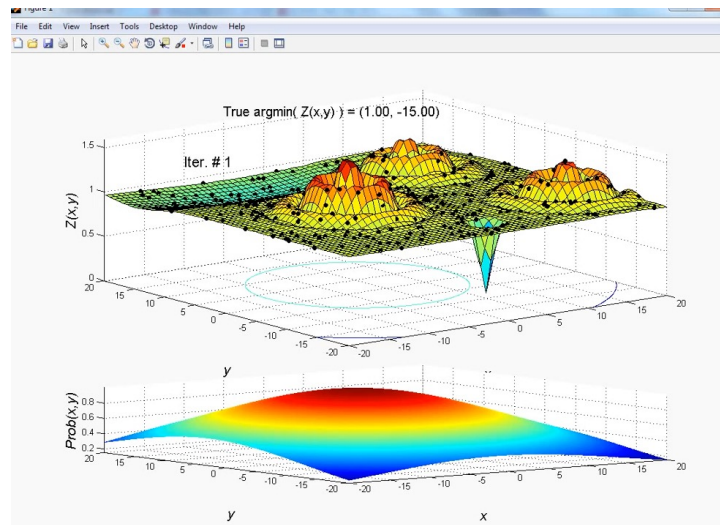 Figure 1
File Edit View Insert Tools Desktop Window Help
True argmin( Z(x,y) ) = (1.00, -15.00)
Iter. # 1
Z(x,y)
1.5
1
0.5
0
20 15 10 5 0 -5 -10 -15 -20
-20 -15 -10 -5 0 5 10 15 20
y
Prob(x,y)
0.8
0.6
0.4
0.2
20 15 10 5 0 -5 -10 -15 -20
-20 -15 -10 -5 0 5 10 15 20
y x